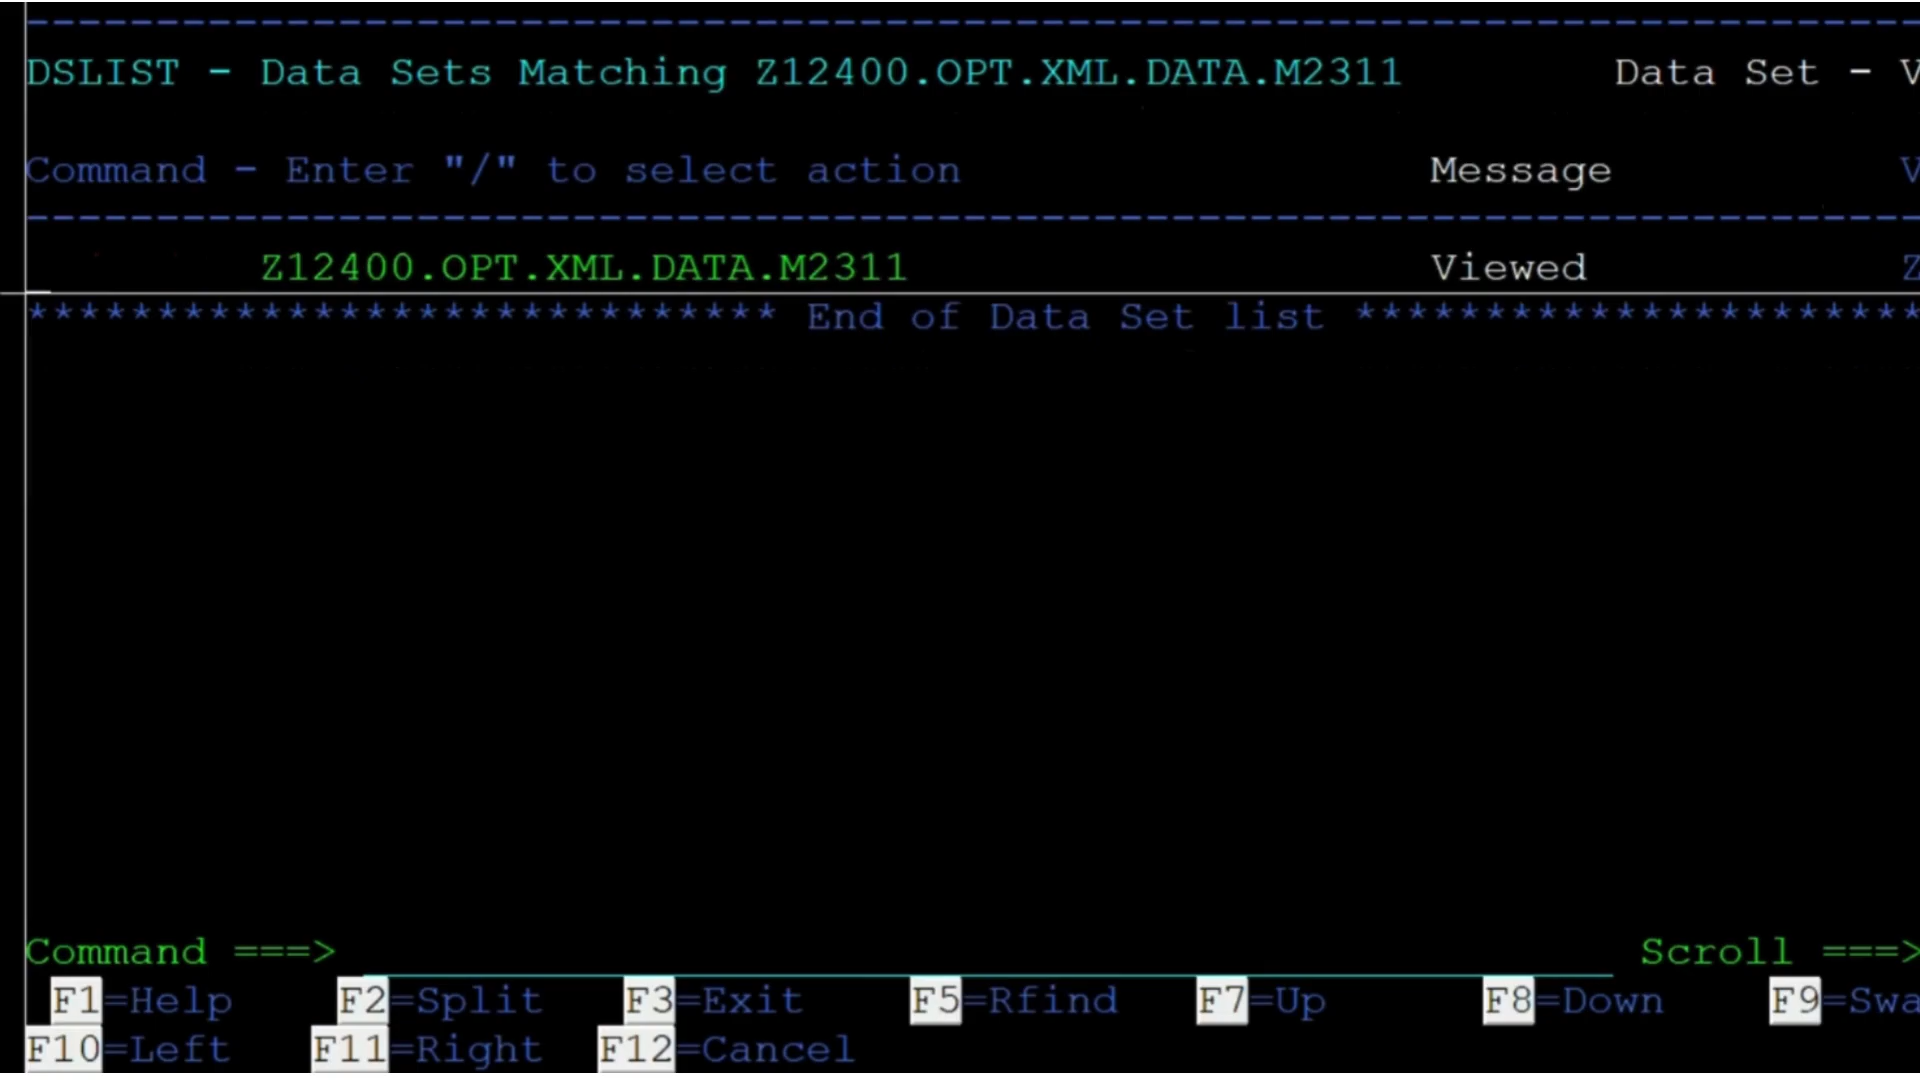 DSLIST - Data Sets Matching Z12400.OPT.XML.DATA.M2311 Data Set - V
Command - Enter "/" to select action Message V
Z12400.OPT.XML.DATA.M2311 Viewed Z
***************************** End of Data Set list **********************
Command ===> Scroll ===>
F1=Help F2=Split F3=Exit F5=Rfind F7=Up F8=Down F9=Swa
F10=Left F11=Right F12=Cancel